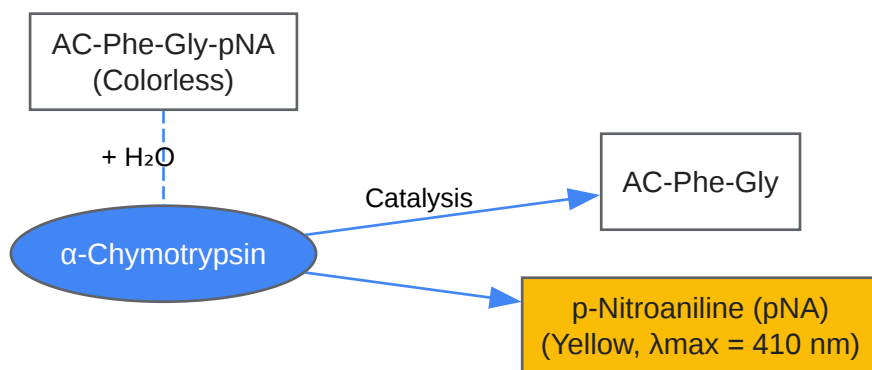 AC-Phe-Gly-pNA
(Colorless)
+ H₂O
Catalysis
AC-Phe-Gly
α-Chymotrypsin
p-Nitroaniline (pNA)
(Yellow, λmax = 410 nm)